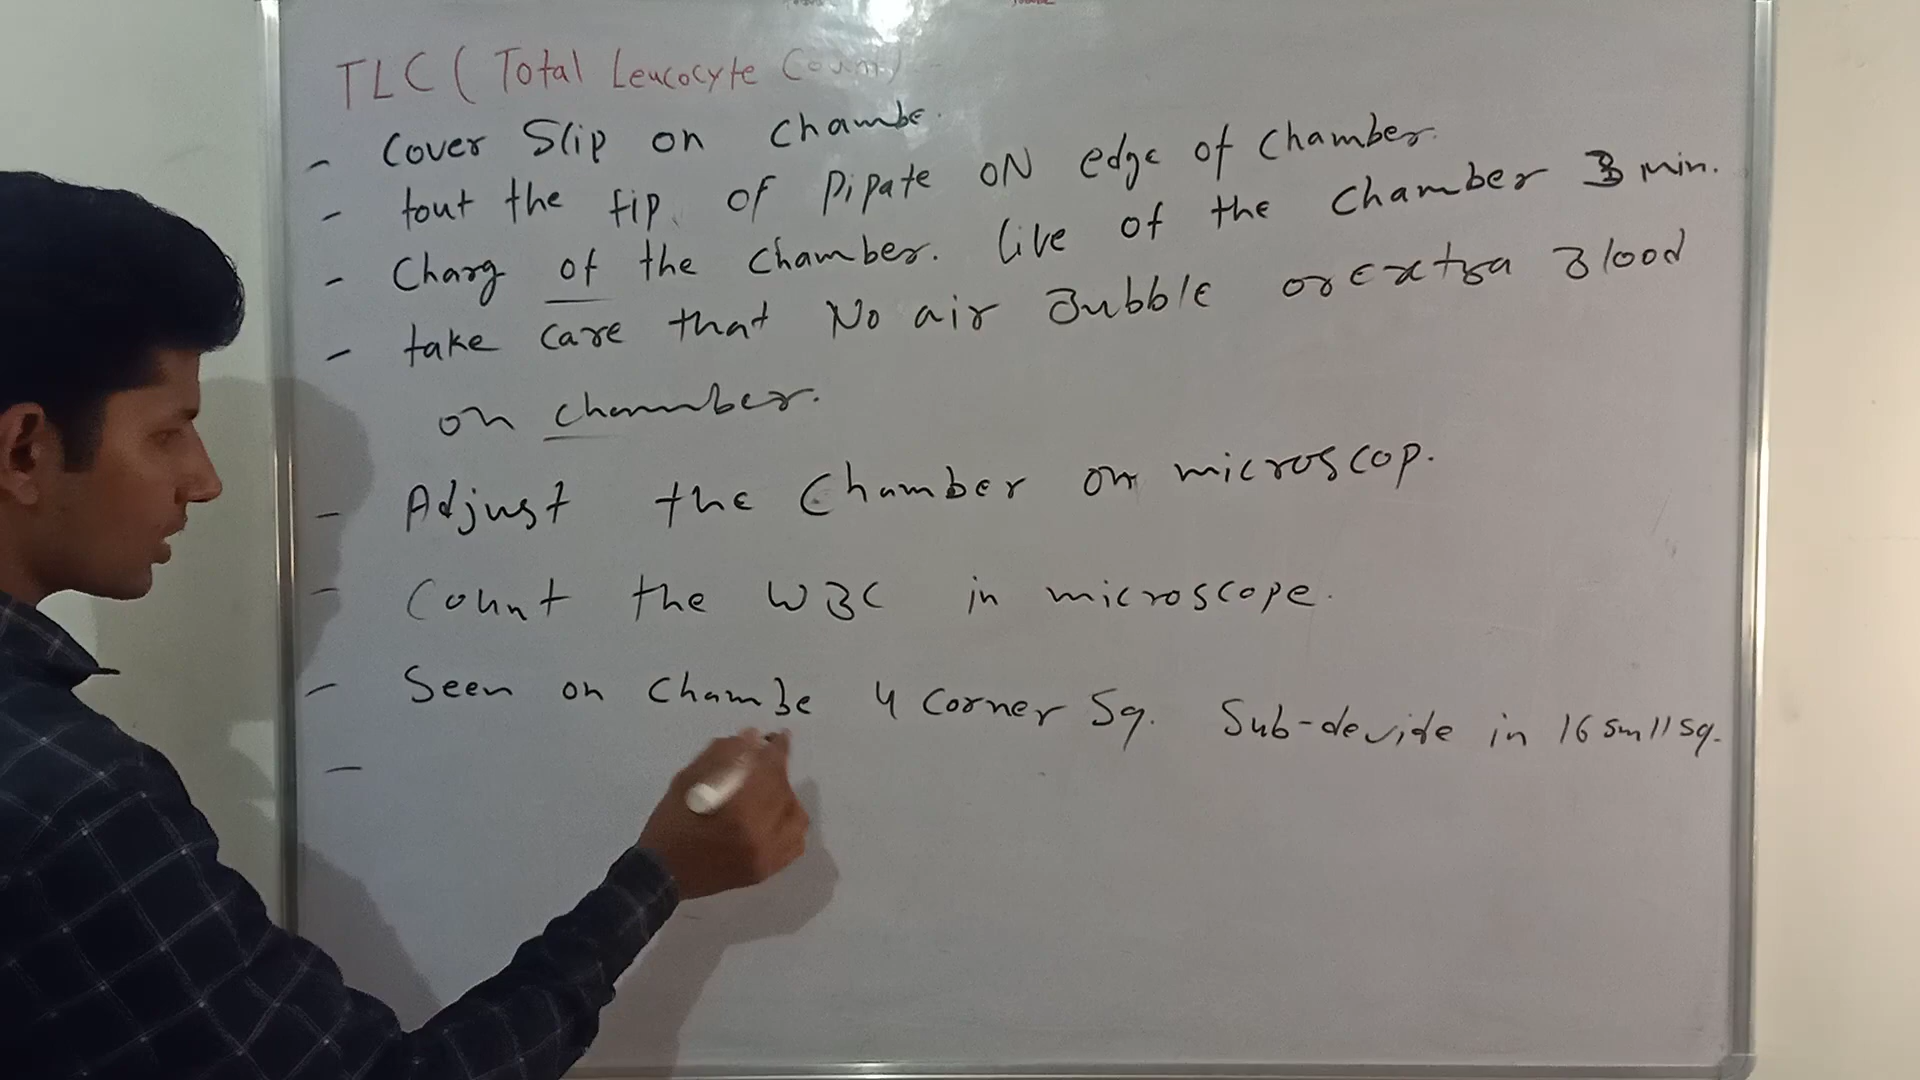 TLC ( Total Leucocyte Count)
- Cover Slip on Chambe.
- tout the tip of Pipate ON edge of Chamber.
- Charg of the Chamber. live of the Chamber 3 min.
- take care that No air Bubble or Extra Blood
on chamber.
- Adjust the Chamber on microscop.
- Count the WBC in microscope.
- Seen on Chambe 4 Corner Sq. Sub-devide in 16 Smll Sq.
-